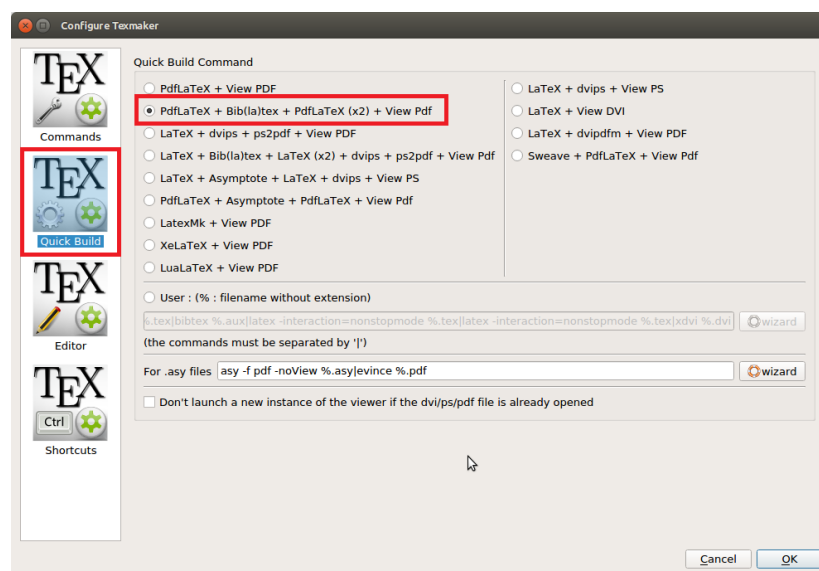 Configure Texmaker
TEX
Commands
TEX
Quick Build
TEX
Editor
TEX
Ctrl
Shortcuts
Quick Build Command
PdfLaTeX + View PDF
PdfLaTeX + Bib(la)tex + PdfLaTeX (x2) + View Pdf
LaTeX + dvips + ps2pdf + View PDF
LaTeX + Bib(la)tex + LaTeX (x2) + dvips + ps2pdf + View Pdf
LaTeX + Asymptote + LaTeX + dvips + View PS
PdfLaTeX + Asymptote + PdfLaTeX + View Pdf
LatexMk + View PDF
XeLaTeX + View PDF
LuaLaTeX + View PDF
LaTeX + dvips + View PS
LaTeX + View DVI
LaTeX + dvipdfm + View PDF
Sweave + PdfLaTeX + View Pdf
User : (% : filename without extension)
%.tex|bibtex %.aux|latex -interaction=nonstopmode %.tex|latex -interaction=nonstopmode %.tex|xdvi %.dvi
wizard
(the commands must be separated by '|')
For .asy files asy -f pdf -noView %.asy|evince %.pdf wizard
Don't launch a new instance of the viewer if the dvi/ps/pdf file is already opened
Cancel OK